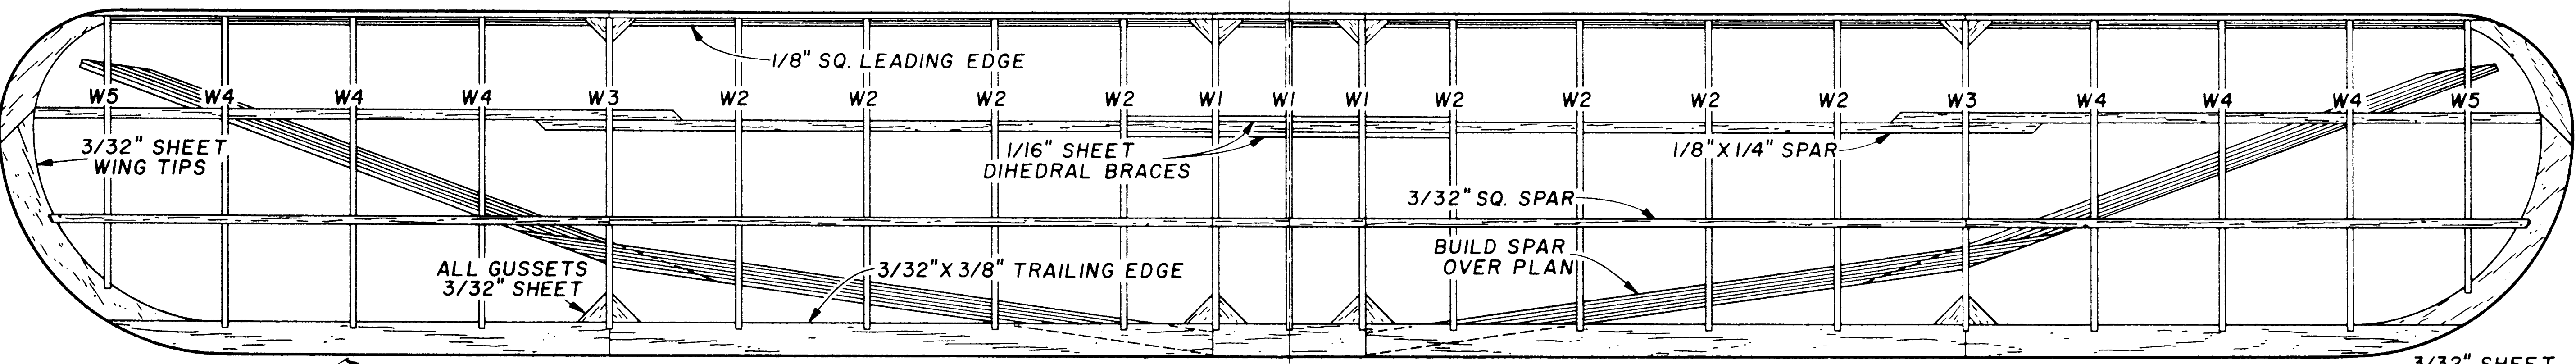 1/8" SQ. LEADING EDGE
W5 W4 W4 W4 W3 W2 W2 W2 W2 W1 W1 W1 W2 W2 W2 W2 W3 W4 W4 W4 W5
3/32" SHEET
WING TIPS
1/16" SHEET
DIHEDRAL BRACES
1/8" X 1/4" SPAR
3/32" SQ. SPAR
BUILD SPAR
OVER PLAN
ALL GUSSETS
3/32" SHEET
3/32" X 3/8" TRAILING EDGE
3/32" SHEET